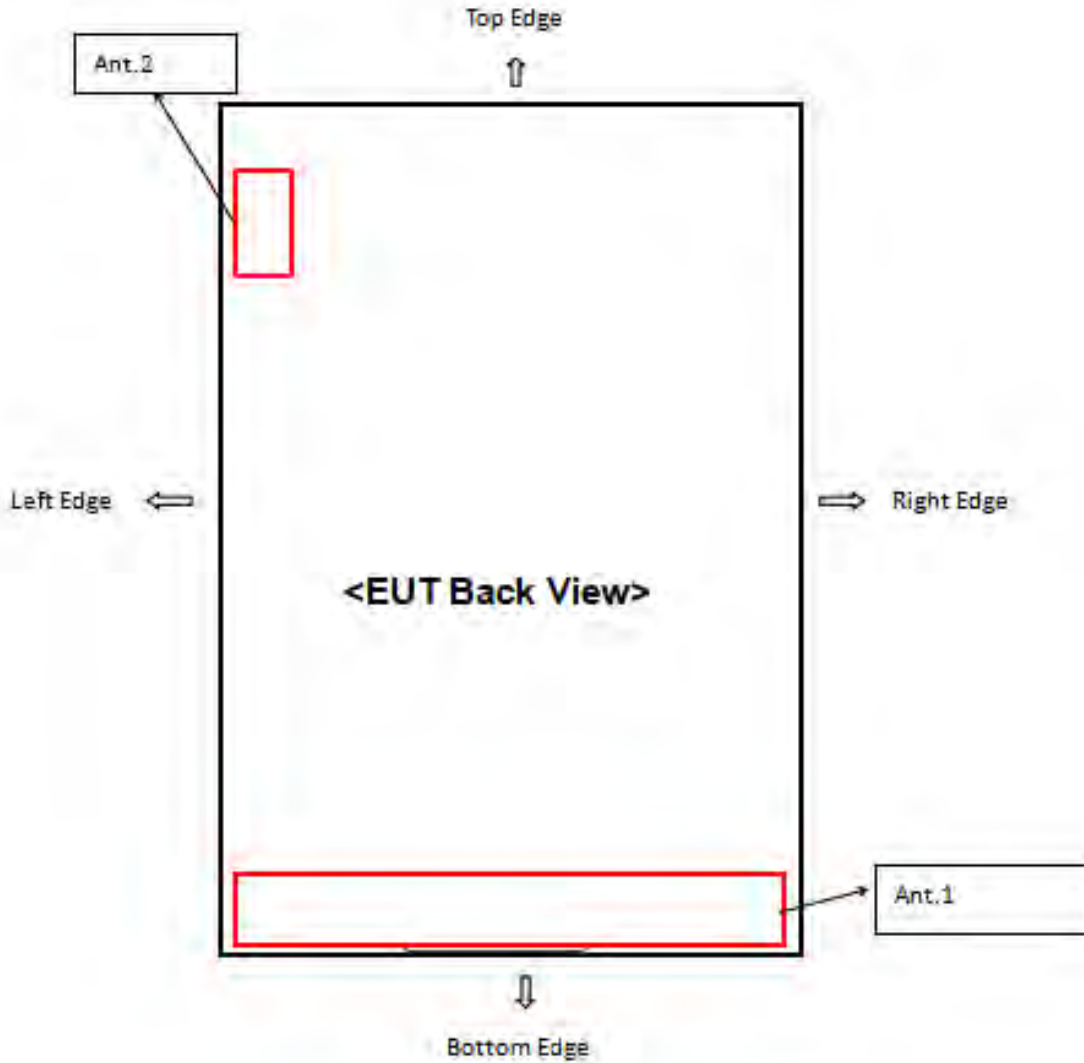 Top Edge
Ant.2
Left Edge
Right Edge
<EUT Back View>
Ant.1
Bottom Edge